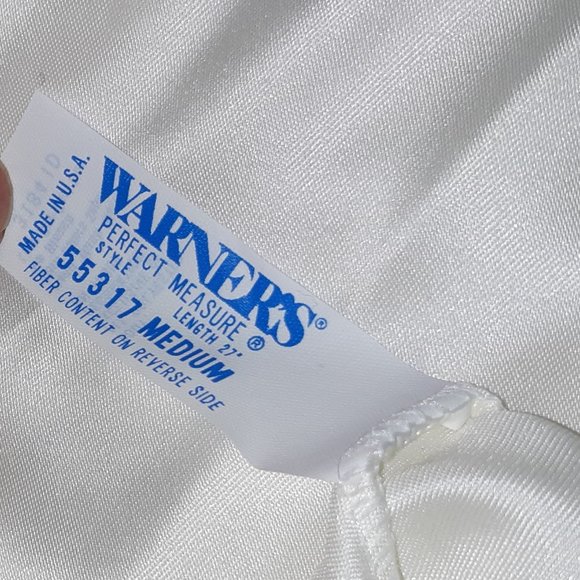 WARNER'S®
PERFECT MEASURE®
STYLE LENGTH 27"
55317 MEDIUM
FIBER CONTENT ON REVERSE SIDE
MADE IN U.S.A.